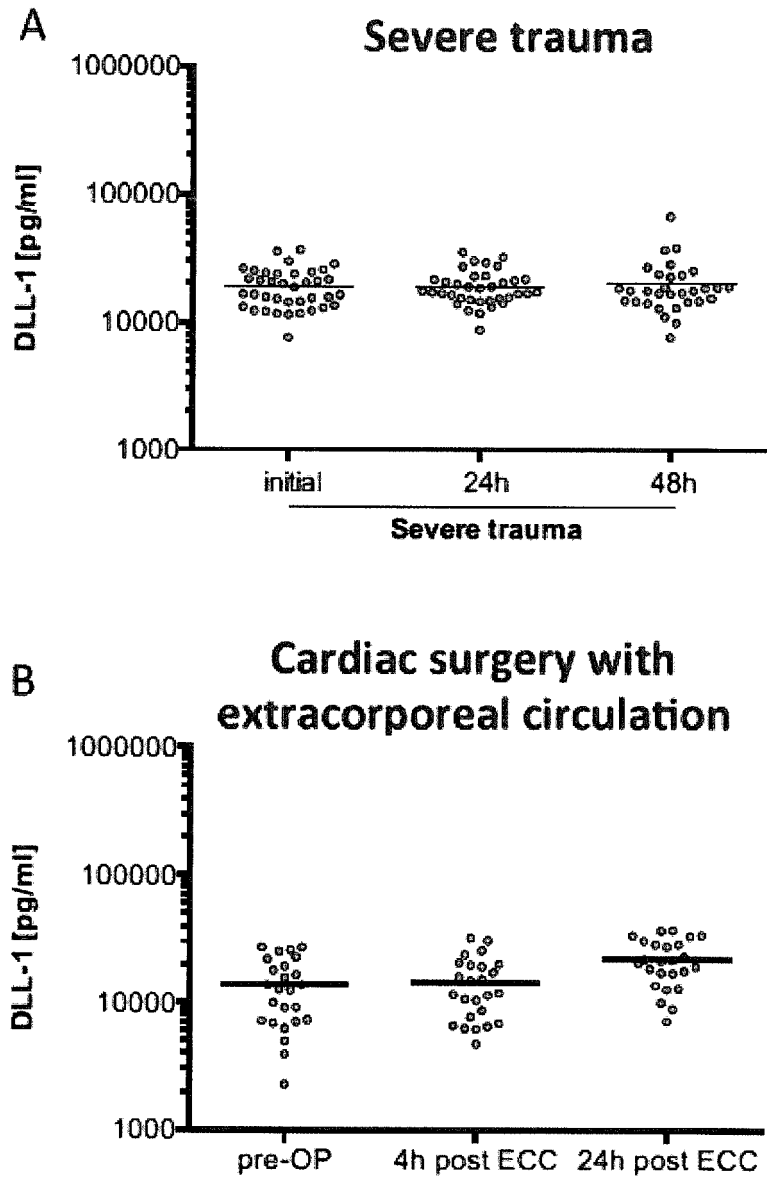 A
Severe trauma
1000000
100000
10000
1000
DLL-1 [pg/ml]
initial 24h 48h
Severe trauma
B
Cardiac surgery with
extracorporeal circulation
1000000
100000
10000
1000
DLL-1 [pg/ml]
pre-OP 4h post ECC 24h post ECC